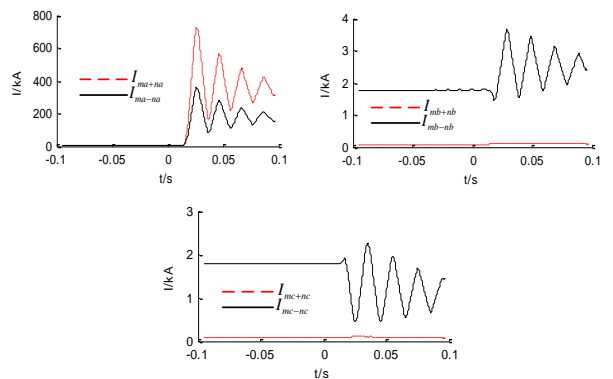 I/kA
800
600
400
200
0
I_{ma+na}
I_{ma-na}
-0.1
-0.05
0
0.05
0.1
t/s
I/kA
4
3
2
1
0
I_{mb+nb}
I_{mb-nb}
-0.1
-0.05
0
0.05
0.1
t/s
I/kA
3
2
1
0
I_{mc+nc}
I_{mc-nc}
-0.1
-0.05
0
0.05
0.1
t/s